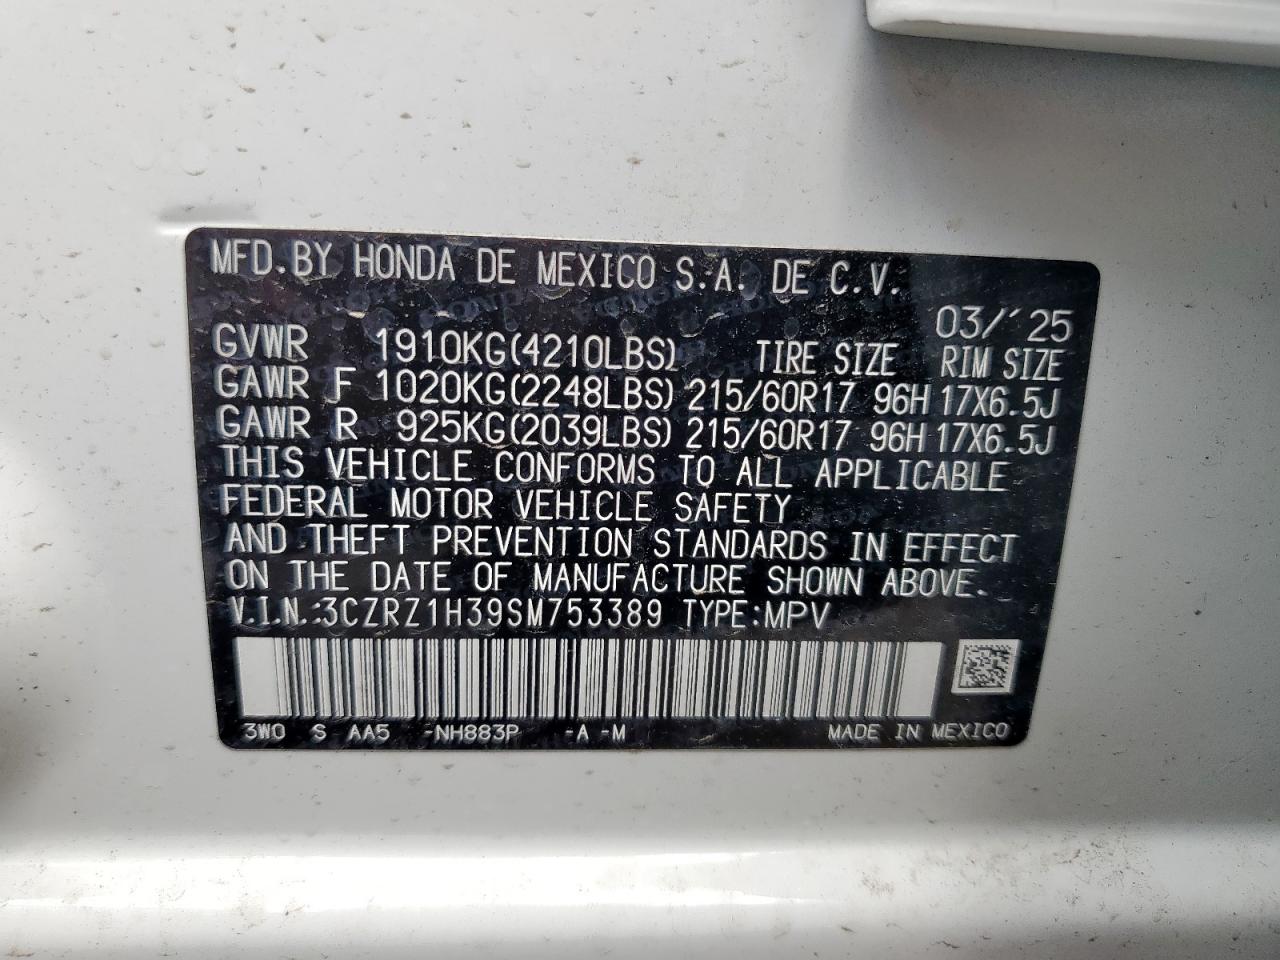 MFD.BY HONDA DE MEXICO S.A. DE C.V.
03/'25
GVWR 1910KG(4210LBS) TIRE SIZE RIM SIZE
GAWR F 1020KG(2248LBS) 215/60R17 96H 17X6.5J
GAWR R 925KG(2039LBS) 215/60R17 96H 17X6.5J
THIS VEHICLE CONFORMS TO ALL APPLICABLE
FEDERAL MOTOR VEHICLE SAFETY
AND THEFT PREVENTION STANDARDS IN EFFECT
ON THE DATE OF MANUFACTURE SHOWN ABOVE.
V.I.N.:3CZRZ1H39SM753389 TYPE:MPV
3W0 S AA5 -NH883P -A -M MADE IN MEXICO